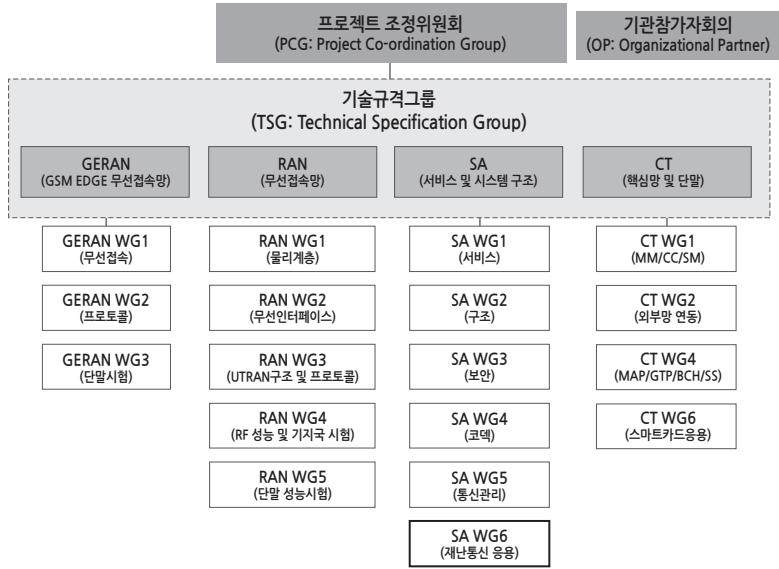 프로젝트 조정위원회
(PCG: Project Co-ordination Group)
기관참가자회의
(OP: Organizational Partner)
기술규격그룹
(TSG: Technical Specification Group)
GERAN
(GSM EDGE 무선접속망)
RAN
(무선접속망)
SA
(서비스 및 시스템 구조)
CT
(핵심망 및 단말)
GERAN WG1
(무선접속)
GERAN WG2
(프로토콜)
GERAN WG3
(단말시험)
RAN WG1
(물리계층)
RAN WG2
(무선인터페이스)
RAN WG3
(UTRAN구조 및 프로토콜)
RAN WG4
(RF 성능 및 기지국 시험)
RAN WG5
(단말 성능시험)
SA WG1
(서비스)
SA WG2
(구조)
SA WG3
(보안)
SA WG4
(코덱)
SA WG5
(통신관리)
SA WG6
(재난통신 응용)
CT WG1
(MM/CC/SM)
CT WG2
(외부망 연동)
CT WG4
(MAP/GTP/BCH/SS)
CT WG6
(스마트카드응용)